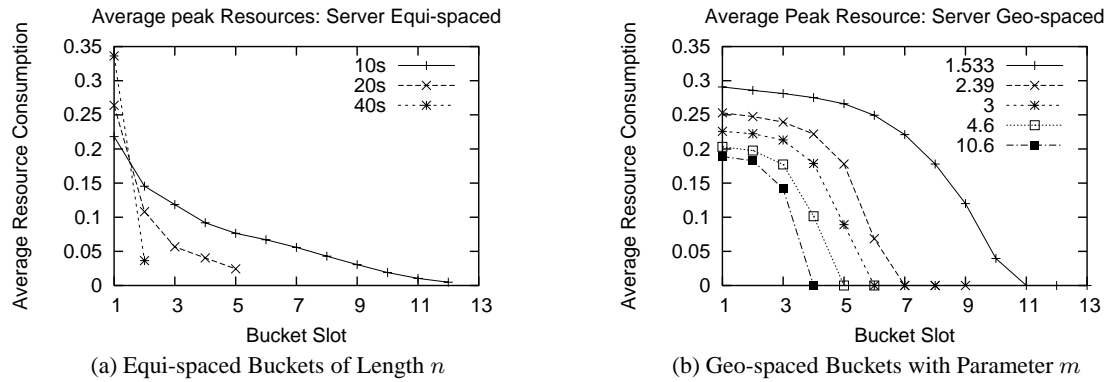 Average peak Resources: Server Equi-spaced
Average Resource Consumption
0.35
0.3
0.25
0.2
0.15
0.1
0.05
0
10s
20s
40s
1 3 5 7 9 11 13
Bucket Slot
(a) Equi-spaced Buckets of Length n
Average Peak Resource: Server Geo-spaced
Average Resource Consumption
0.35
0.3
0.25
0.2
0.15
0.1
0.05
0
1.533
2.39
3
4.6
10.6
1 3 5 7 9 11 13
Bucket Slot
(b) Geo-spaced Buckets with Parameter m